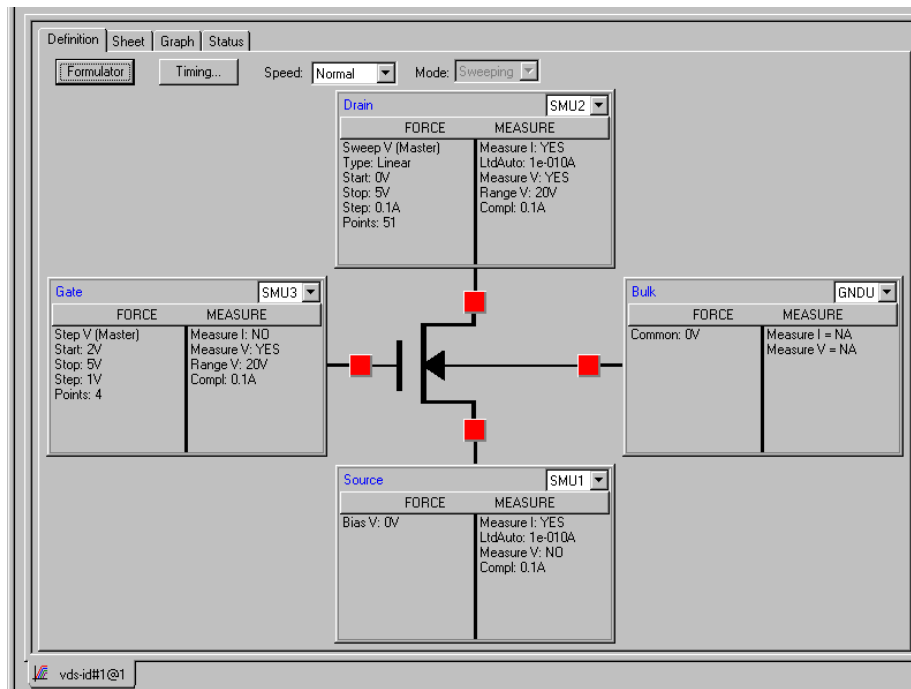 Definition Sheet Graph Status
Formulator Timing... Speed: Normal Mode: Sweeping
Drain SMU2
FORCE MEASURE
Sweep V (Master)
Type: Linear
Start: 0V
Stop: 5V
Step: 0.1A
Points: 51
Measure I: YES
LtdAuto: 1e-010A
Measure V: YES
Range V: 20V
Compl: 0.1A
Gate SMU3
FORCE MEASURE
Step V (Master)
Start: 2V
Stop: 5V
Step: 1V
Points: 4
Measure I: NO
Measure V: YES
Range V: 20V
Compl: 0.1A
Bulk GNDU
FORCE MEASURE
Common: 0V
Measure I = NA
Measure V = NA
Source SMU1
FORCE MEASURE
Bias V: 0V
Measure I: YES
LtdAuto: 1e-010A
Measure V: NO
Compl: 0.1A
vds-id#1@1